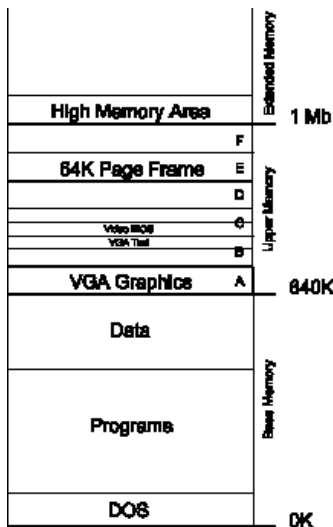 Extended Memory
High Memory Area
1 Mb
F
64K Page Frame
E
D
Upper Memory
C
Video BIOS
VGA Text
B
VGA Graphics
A
640K
Data
Base Memory
Programs
DOS
0K